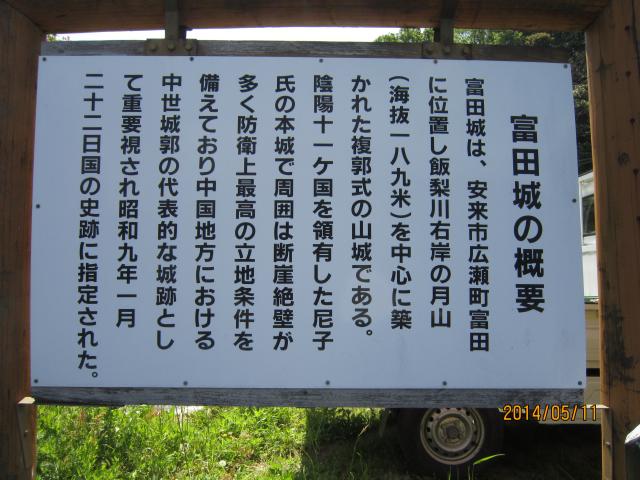 富田城の概要
富田城は、安来市広瀬町富田
に位置し飯梨川右岸の月山
(海抜一八九米)を中心に築
かれた複郭式の山城である。
陰陽十一ケ国を領有した尼子
氏の本城で周囲は断崖絶壁が
多く防衛上最高の立地条件を
備えており中国地方における
中世城郭の代表的な城跡とし
て重要視され昭和九年一月
二十二日国の史跡に指定された。
2014/05/11